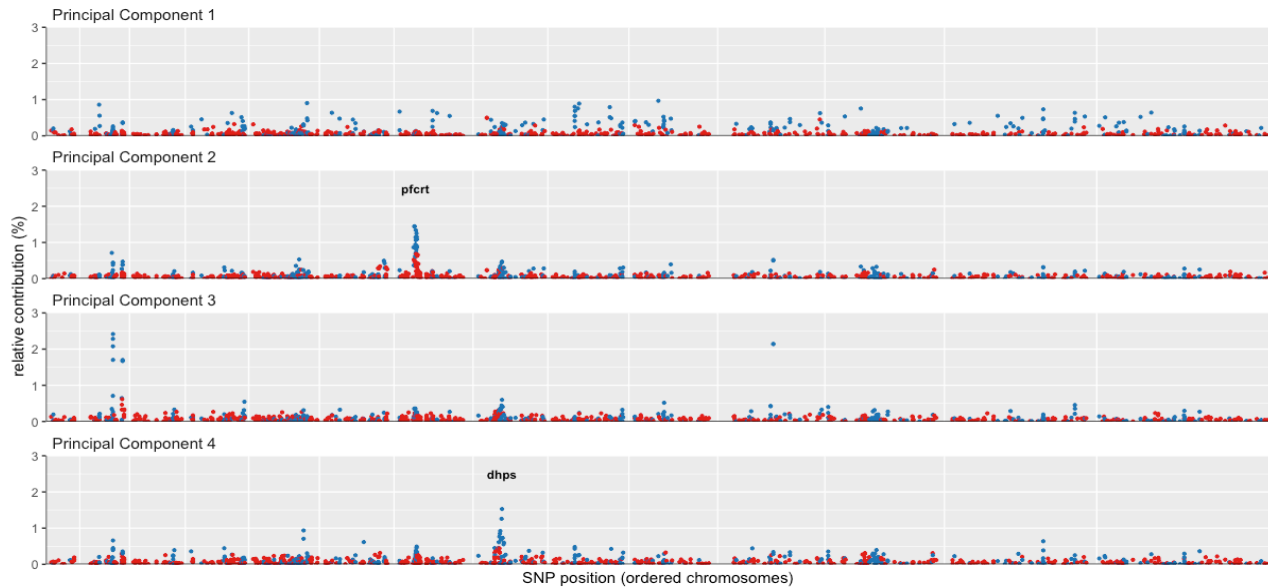 Principal Component 1
3
2
1
0
Principal Component 2
3
pfcrt
2
1
0
Principal Component 3
3
2
1
0
Principal Component 4
3
dhps
2
1
0
relative contribution (%)
SNP position (ordered chromosomes)